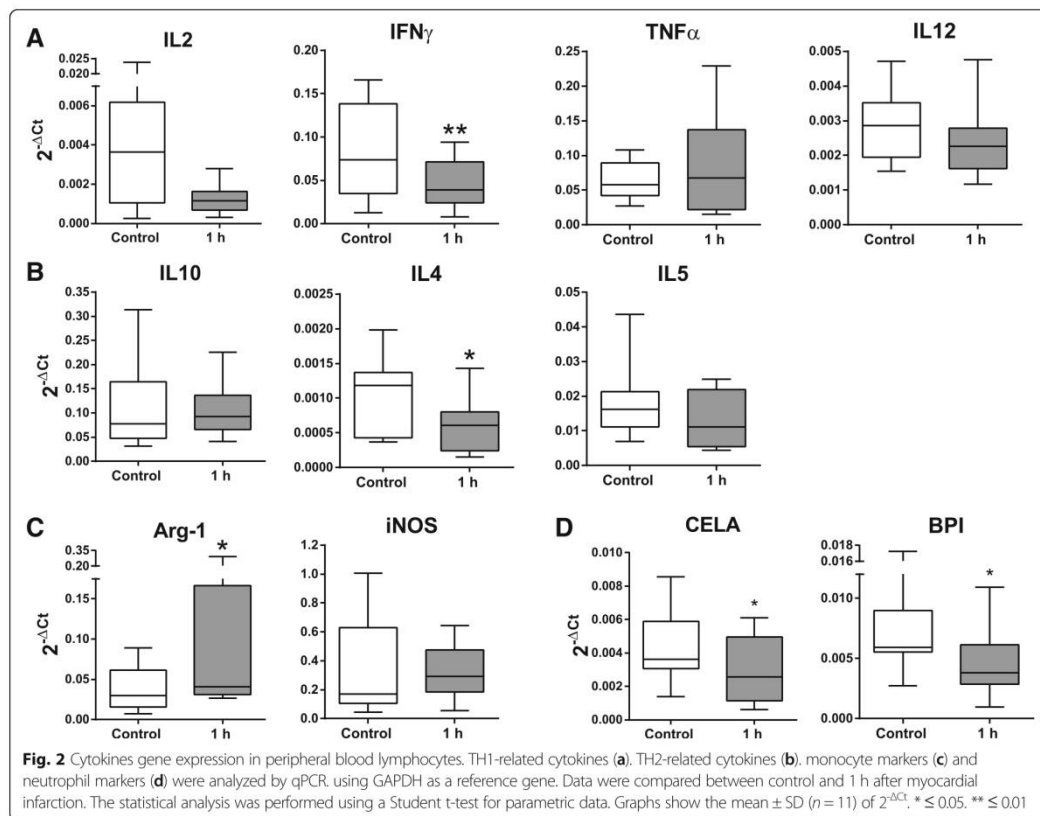 A
IL2
IFNγ
TNFα
IL12
2^-ΔCt
0.025
0.020
0.006
0.004
0.002
0.000
Control 1 h
0.20
0.15
0.10
0.05
0.00
**
Control 1 h
0.25
0.20
0.15
0.10
0.05
0.00
Control 1 h
0.005
0.004
0.003
0.002
0.001
0.000
Control 1 h
B
IL10
IL4
IL5
2^-ΔCt
0.35
0.30
0.25
0.20
0.15
0.10
0.05
0.00
Control 1 h
0.0025
0.0020
0.0015
0.0010
0.0005
0.0000
*
Control 1 h
0.05
0.04
0.03
0.02
0.01
0.00
Control 1 h
C
Arg-1
iNOS
2^-ΔCt
0.35
0.20
0.15
0.10
0.05
0.00
*
Control 1 h
1.2
1.0
0.8
0.6
0.4
0.2
0.0
Control 1 h
D
CELA
BPI
2^-ΔCt
0.010
0.008
0.006
0.004
0.002
0.000
*
Control 1 h
0.018
0.016
0.010
0.005
0.000
*
Control 1 h
Fig. 2 Cytokines gene expression in peripheral blood lymphocytes. TH1-related cytokines (a). TH2-related cytokines (b). monocyte markers (c) and
neutrophil markers (d) were analyzed by qPCR. using GAPDH as a reference gene. Data were compared between control and 1 h after myocardial
infarction. The statistical analysis was performed using a Student t-test for parametric data. Graphs show the mean ± SD (n = 11) of 2^-ΔCt. * ≤ 0.05. ** ≤ 0.01